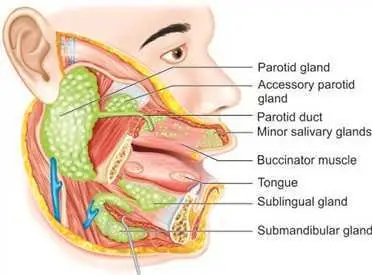 Parotid gland
Accessory parotid
gland
Parotid duct
Minor salivary glands
Buccinator muscle
Tongue
Sublingual gland
Submandibular gland